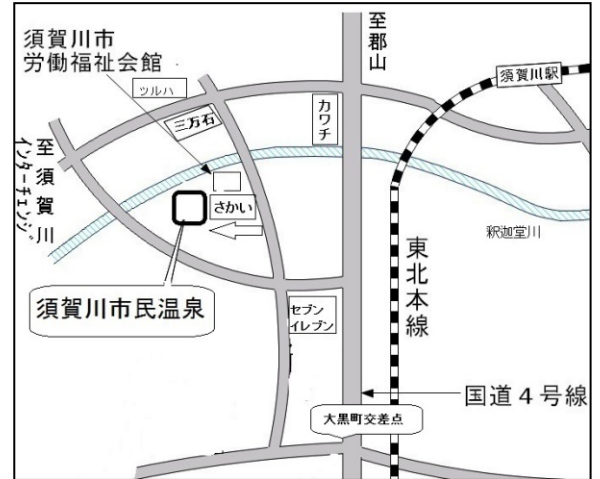 須賀川市
労働福祉会館
ツルハ
三万石
至郡山
カワチ
須賀川駅
至須賀川
インターチェンジ
さかい
釈迦堂川
東北本線
須賀川市民温泉
セブン
イレブン
国道４号線
大黒町交差点